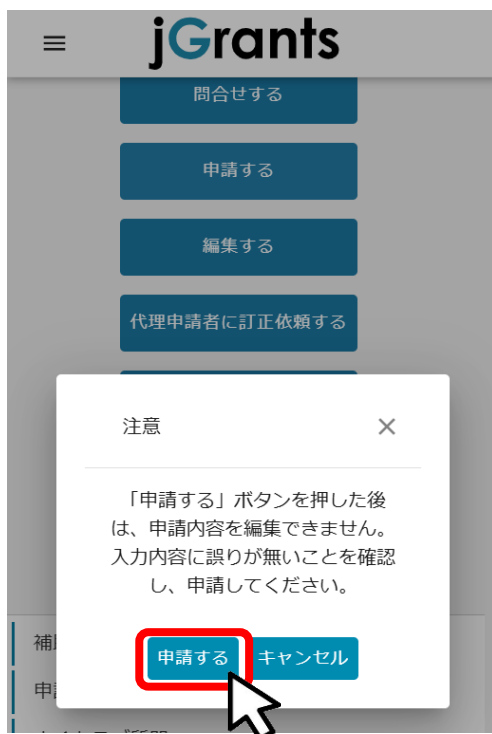 jGrants
問合せする
申請する
編集する
代理申請者に訂正依頼する
注意
「申請する」ボタンを押した後
は、申請内容を編集できません。
入力内容に誤りが無いことを確認
し、申請してください。
申請する キャンセル
補
申